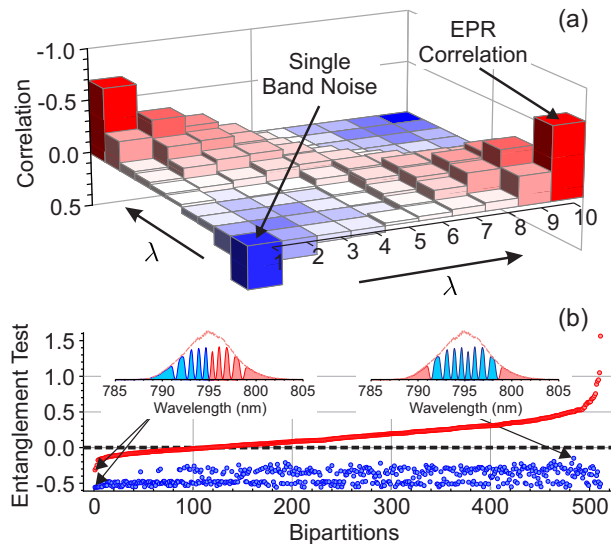 (a)
EPR
Correlation
Single
Band Noise
Correlation
-1.0
-0.5
0.0
0.5
λ
1 2 3 4 5 6 7 8 9 10
λ
(b)
Entanglement Test
1.5
1.0
0.5
0.0
-0.5
785 790 795 800 805
Wavelength (nm)
785 790 795 800 805
Wavelength (nm)
0 100 200 300 400 500
Bipartitions